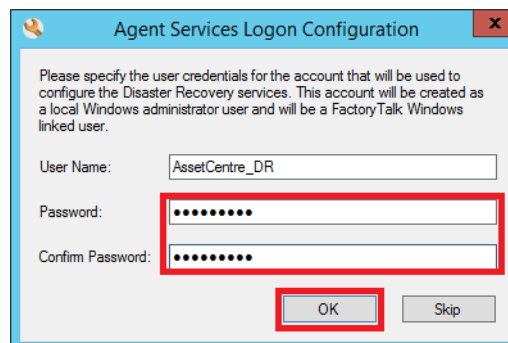 Agent Services Logon Configuration
x
Please specify the user credentials for the account that will be used to
configure the Disaster Recovery services. This account will be created as
a local Windows administrator user and will be a FactoryTalk Windows
linked user.
User Name: AssetCentre_DR
Password: •••••••••
Confirm Password: •••••••••
OK Skip